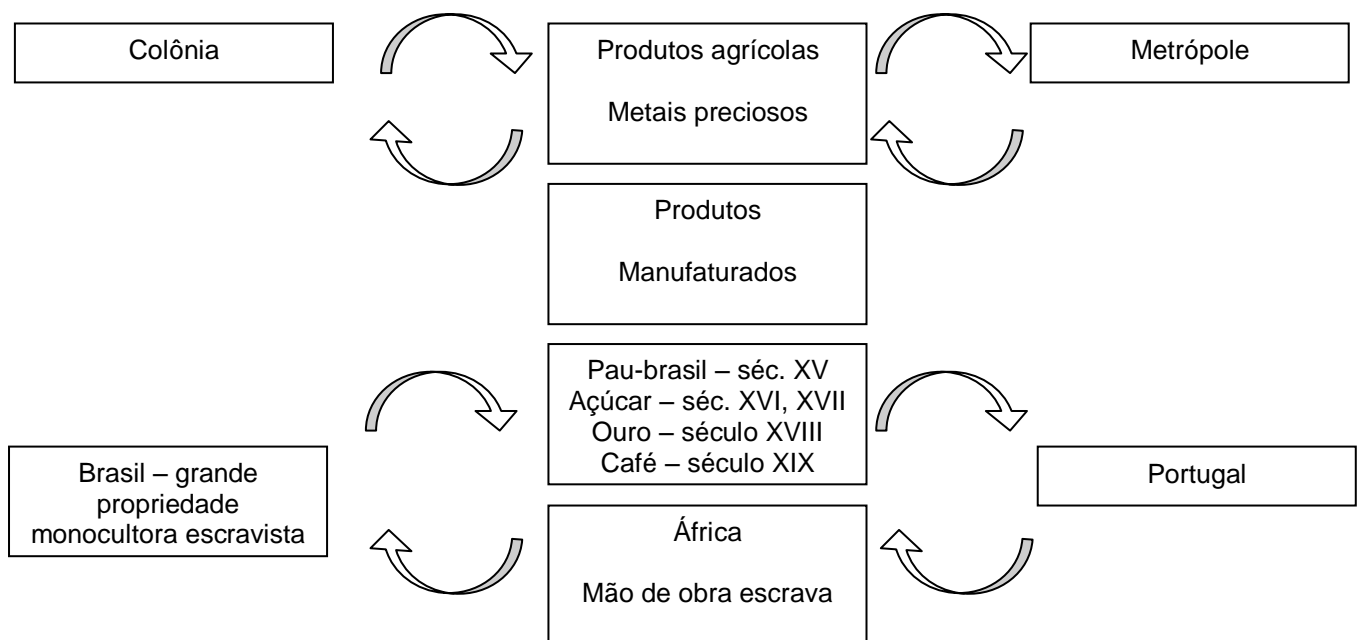 Colônia
Produtos agrícolas
Metais preciosos
Metrópole
Produtos
Manufaturados
Pau-brasil – séc. XV
Açúcar – séc. XVI, XVII
Ouro – século XVIII
Café – século XIX
Brasil – grande
propriedade
monocultora escravista
Portugal
África
Mão de obra escrava